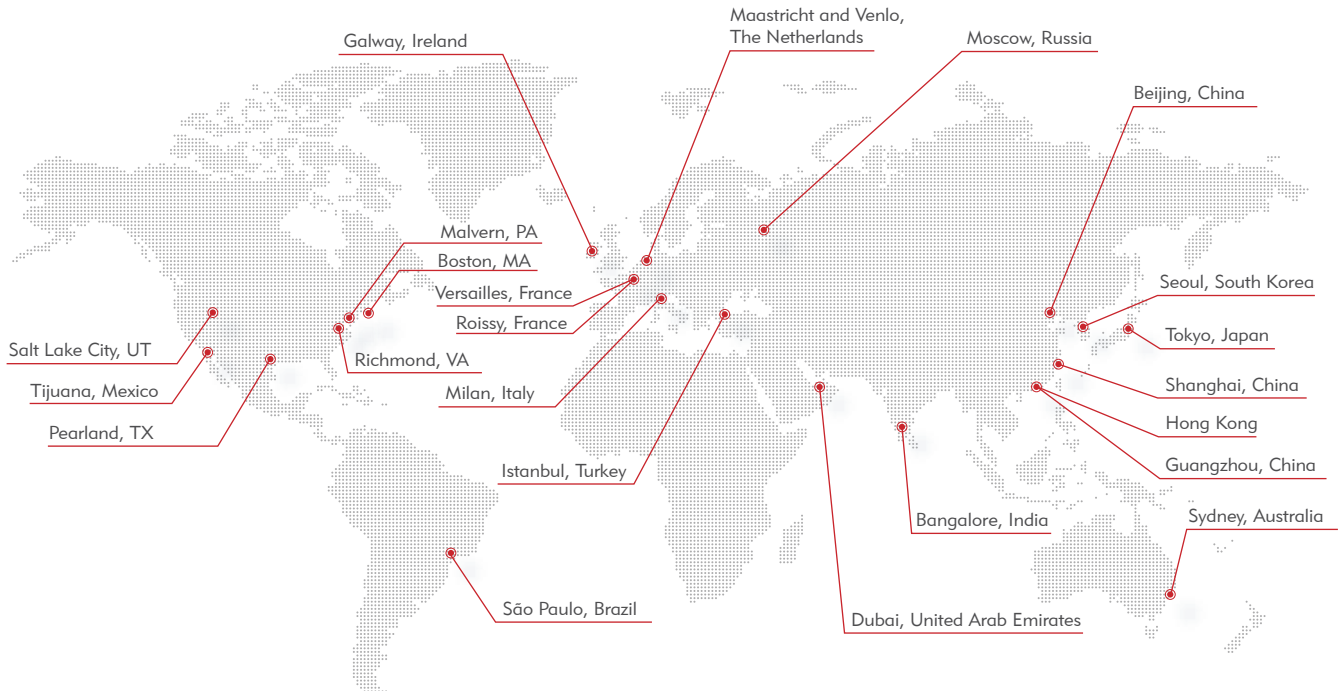 Maastricht and Venlo,
The Netherlands
Galway, Ireland
Moscow, Russia
Beijing, China
Malvern, PA
Boston, MA
Versailles, France
Roissy, France
Seoul, South Korea
Tokyo, Japan
Salt Lake City, UT
Richmond, VA
Tijuana, Mexico
Milan, Italy
Shanghai, China
Pearland, TX
Hong Kong
Istanbul, Turkey
Guangzhou, China
Bangalore, India
Sydney, Australia
São Paulo, Brazil
Dubai, United Arab Emirates